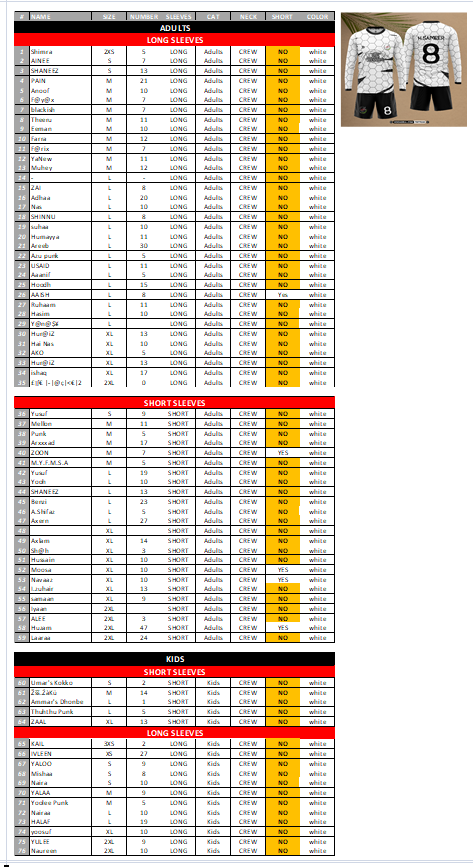 # NAME SIZE NUMBER SLEEVES CAT NECK SHORT COLOR
ADULTS
LONG SLEEVES
1 Shimra 2XS 5 LONG Adults CREW NO white
2 AINEE S 7 LONG Adults CREW NO white
3 SHANEEZ S 13 LONG Adults CREW NO white
4 PAIN M 21 LONG Adults CREW NO white
5 Anoof M 10 LONG Adults CREW NO white
6 F@y@x M 7 LONG Adults CREW NO white
7 blackish M 7 LONG Adults CREW NO white
8 Theeru M 11 LONG Adults CREW NO white
9 Eeman M 10 LONG Adults CREW NO white
10 Farisa M 12 LONG Adults CREW NO white
11 F@rix M 7 LONG Adults CREW NO white
12 YaNew M 11 LONG Adults CREW NO white
13 Muhey M 12 LONG Adults CREW NO white
14 - L - LONG Adults CREW NO white
15 ZAI L 8 LONG Adults CREW NO white
16 Adhaa L 20 LONG Adults CREW NO white
17 Nas L 10 LONG Adults CREW NO white
18 SHINNU L 8 LONG Adults CREW NO white
19 suhaa L 10 LONG Adults CREW NO white
20 Humayya L 11 LONG Adults CREW NO white
21 Areeb L 30 LONG Adults CREW NO white
22 Azu punk L 5 LONG Adults CREW NO white
23 USAID L 11 LONG Adults CREW NO white
24 Aaanif L 5 LONG Adults CREW NO white
25 Hoodh L 15 LONG Adults CREW NO white
26 AAISH L 8 LONG Adults CREW Yes white
27 Ruhaam L 11 LONG Adults CREW NO white
28 Hasim L 10 LONG Adults CREW NO white
29 Y@n@$¥ L LONG Adults CREW NO white
30 Hur@iZ XL 13 LONG Adults CREW NO white
31 Hai Nas XL 10 LONG Adults CREW NO white
32 AKO XL 5 LONG Adults CREW NO white
33 Hur@iZ XL 13 LONG Adults CREW NO white
34 ishaq XL 17 LONG Adults CREW NO white
35 2XL 0 LONG Adults CREW NO white
SHORT SLEEVES
36 Yusuf S 9 SHORT Adults CREW NO white
37 Mellon M 11 SHORT Adults CREW NO white
38 Punk M 5 SHORT Adults CREW NO white
39 Arxxxad M 17 SHORT Adults CREW NO white
40 ZOON M 7 SHORT Adults CREW YES white
41 M.Y.F.M.S.A M 5 SHORT Adults CREW NO white
42 Yusuf L 19 SHORT Adults CREW NO white
43 Yooh L 10 SHORT Adults CREW NO white
44 SHANEEZ L 13 SHORT Adults CREW NO white
45 L 23 SHORT Adults CREW NO white
46 A.Shifaz L 5 SHORT Adults CREW NO white
47 Axenn L 27 SHORT Adults CREW NO white
48 XL SHORT Adults CREW NO white
49 Axlam XL 14 SHORT Adults CREW NO white
50 Sh@h XL 3 SHORT Adults CREW NO white
51 Hussain XL 10 SHORT Adults CREW NO white
52 Moosa XL 10 SHORT Adults CREW YES white
53 Navaaz XL 10 SHORT Adults CREW YES white
54 XL 13 SHORT Adults CREW NO white
55 samaan XL 9 SHORT Adults CREW NO white
56 Iyaan 2XL SHORT Adults CREW NO white
57 ALEE 2XL 3 SHORT Adults CREW NO white
58 Husam 2XL 47 SHORT Adults CREW YES white
59 Laaraa 2XL 24 SHORT Adults CREW NO white
KIDS
SHORT SLEEVES
60 Umar's Kokko S 2 SHORT Kids CREW NO white
61 M 14 SHORT Kids CREW NO white
62 Ammar's Dhonbe L 1 SHORT Kids CREW NO white
63 Thuhthu Punk L 5 SHORT Kids CREW NO white
64 ZAAL XL 13 SHORT Kids CREW NO white
LONG SLEEVES
65 KAIL 3XS 2 LONG Kids CREW NO white
66 IVLEEN XS 27 LONG Kids CREW NO white
67 YALOO S 9 LONG Kids CREW NO white
68 Mishaa S 8 LONG Kids CREW NO white
69 Naira S 10 LONG Kids CREW NO white
70 YALAA M 9 LONG Kids CREW NO white
71 Yoolee Punk M 5 LONG Kids CREW NO white
72 Nairaa L 10 LONG Kids CREW NO white
73 HALAF L 19 LONG Kids CREW NO white
74 yoosuf XL 10 LONG Kids CREW NO white
75 YULEE 2XL 9 LONG Kids CREW NO white
76 Naureen 2XL 10 LONG Kids CREW NO white
N.SAMEER
8
8